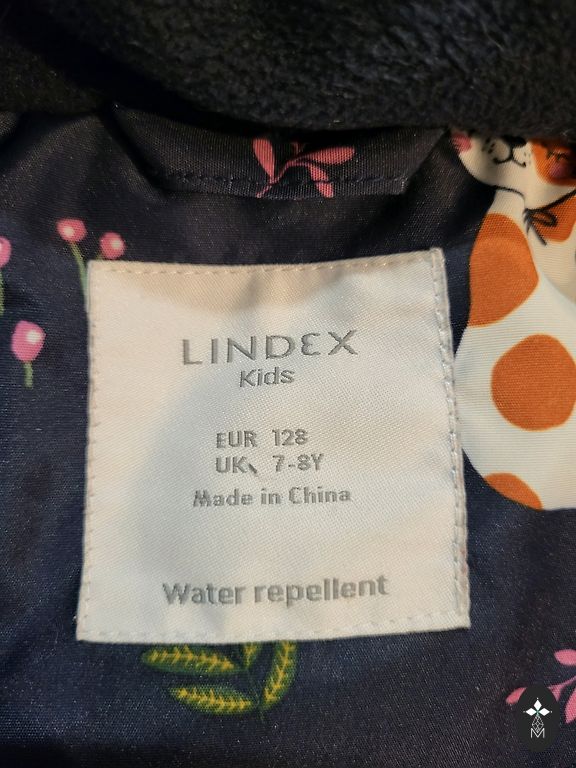 LINDEX
Kids
EUR 128
UK 7-8Y
Made in China
Water repellent
M